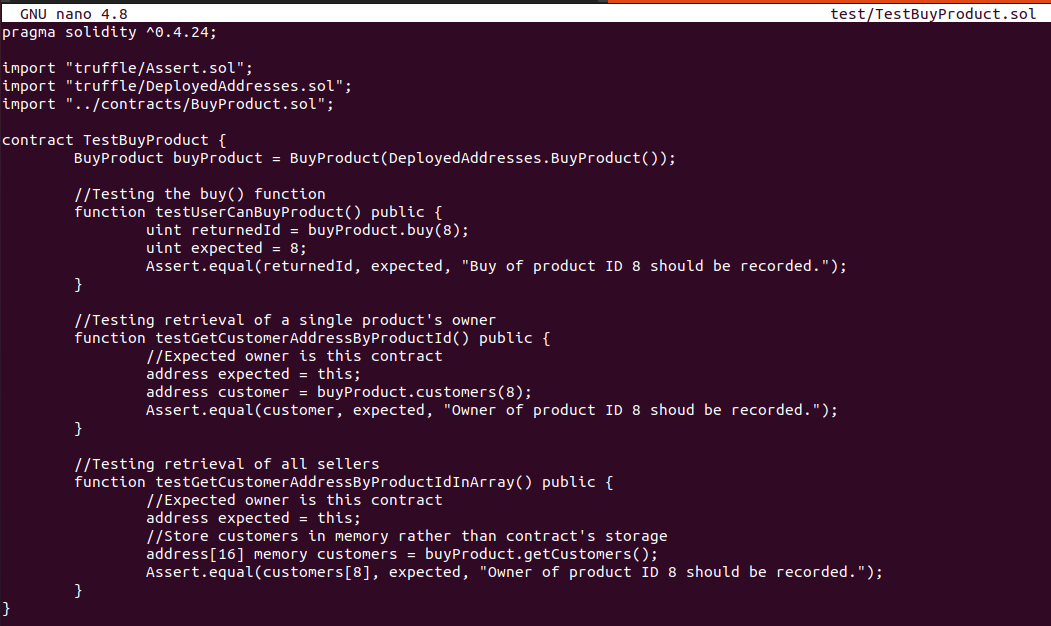 GNU nano 4.8 test/TestBuyProduct.sol
pragma solidity ^0.4.24;

import "truffle/Assert.sol";
import "truffle/DeployedAddresses.sol";
import "../contracts/BuyProduct.sol";

contract TestBuyProduct {
        BuyProduct buyProduct = BuyProduct(DeployedAddresses.BuyProduct());

        //Testing the buy() function
        function testUserCanBuyProduct() public {
                uint returnedId = buyProduct.buy(8);
                uint expected = 8;
                Assert.equal(returnedId, expected, "Buy of product ID 8 should be recorded.");
        }

        //Testing retrieval of a single product's owner
        function testGetCustomerAddressByProductId() public {
                //Expected owner is this contract
                address expected = this;
                address customer = buyProduct.customers(8);
                Assert.equal(customer, expected, "Owner of product ID 8 shoud be recorded.");
        }

        //Testing retrieval of all sellers
        function testGetCustomerAddressByProductIdInArray() public {
                //Expected owner is this contract
                address expected = this;
                //Store customers in memory rather than contract's storage
                address[16] memory customers = buyProduct.getCustomers();
                Assert.equal(customers[8], expected, "Owner of product ID 8 should be recorded.");
        }
}